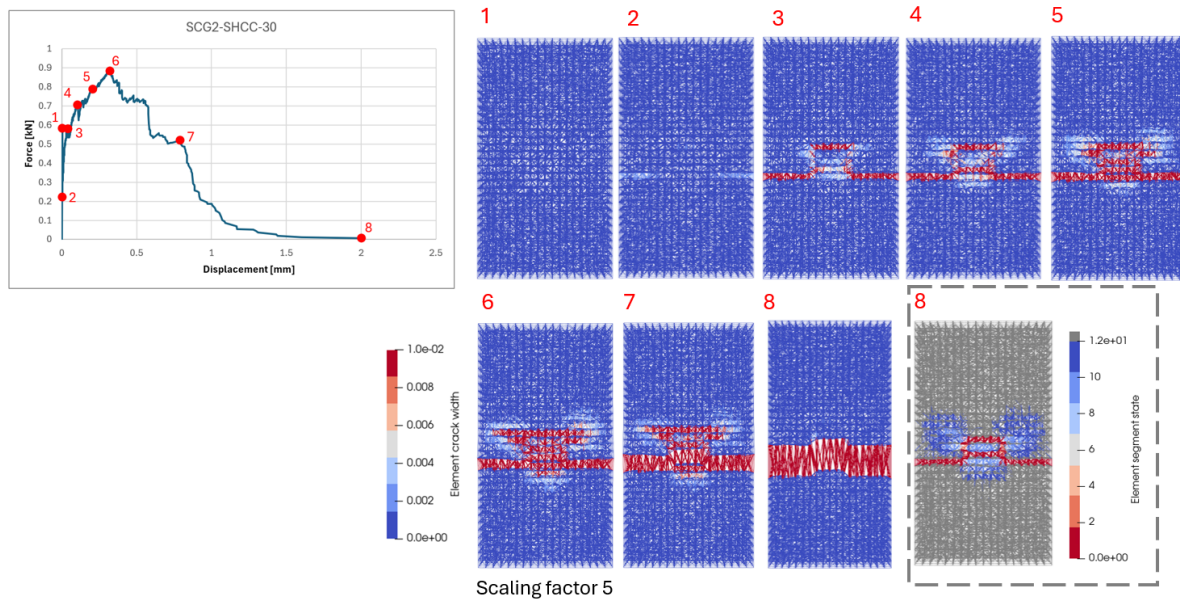 SCG2-SHCC-30
1
0.9
0.8
0.7
0.6
0.5
0.4
0.3
0.2
0.1
0
Force [kN]
0 0.5 1 1.5 2 2.5
Displacement [mm]
1
2
3
4
5
6
7
8
1 2 3 4 5
6 7 8 8
1.0e-02
0.008
0.006
0.004
0.002
0.0e+00
Element crack width
1.2e+01
10
8
6
4
2
0.0e+00
Element segment state
Scaling factor 5